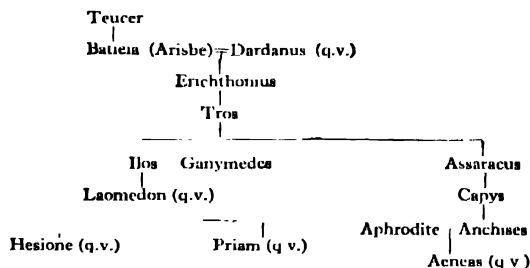 Teucer
Batieia (Arisbe) = Dardanus (q.v.)
Erichthonius
Tros
Ilos Ganymedes Assaracus
Laomedon (q.v.) Capys
Aphrodite Anchises
Hesione (q.v.) Priam (q v.)
Aeneas (q v)